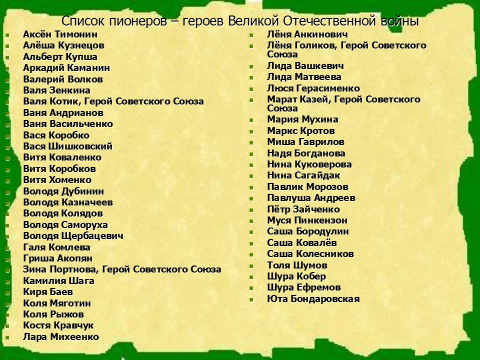 Список пионеров – героев Великой Отечественной войны
Аксён Тимонин
Алёша Кузнецов
Альберт Купша
Аркадий Каманин
Валерий Волков
Валя Зенкина
Валя Котик, Герой Советского Союза
Ваня Андрианов
Ваня Васильченко
Вася Коробко
Вася Шишковский
Витя Коваленко
Витя Коробков
Витя Хоменко
Володя Дубинин
Володя Казначеев
Володя Колядов
Володя Саморуха
Володя Щербацевич
Галя Комлева
Гриша Акопян
Зина Портнова, Герой Советского Союза
Камилия Шага
Киря Баев
Коля Мяготин
Коля Рыжов
Костя Кравчук
Лара Михеенко
Лёня Анкинович
Лёня Голиков, Герой Советского
Союза
Лида Вашкевич
Лида Матвеева
Люся Герасименко
Марат Казей, Герой Советского
Союза
Мария Мухина
Маркс Кротов
Миша Гаврилов
Надя Богданова
Нина Куковерова
Нина Сагайдак
Павлик Морозов
Павлуша Андреев
Пётр Зайченко
Муся Пинкензон
Саша Бородулин
Саша Ковалёв
Саша Колесников
Толя Шумов
Шура Кобер
Шура Ефремов
Юта Бондаровская